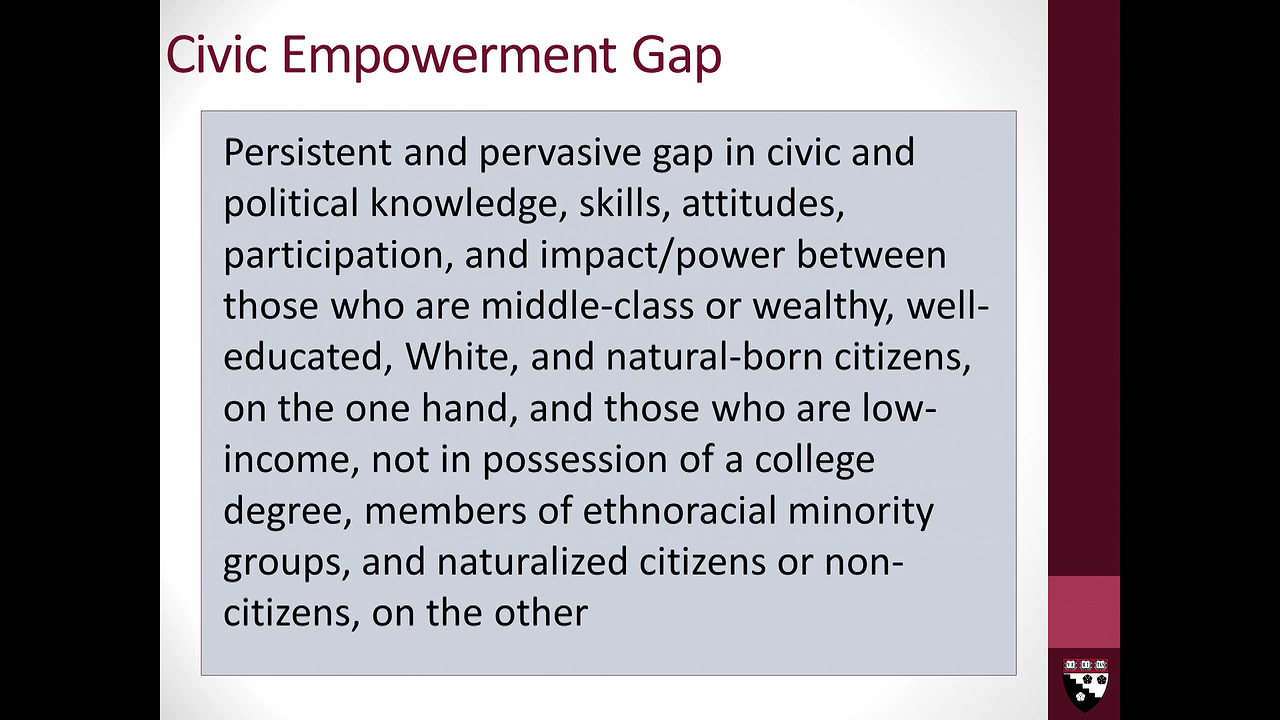 Civic Empowerment Gap
Persistent and pervasive gap in civic and
political knowledge, skills, attitudes,
participation, and impact/power between
those who are middle-class or wealthy, well-
educated, White, and natural-born citizens,
on the one hand, and those who are low-
income, not in possession of a college
degree, members of ethnoracial minority
groups, and naturalized citizens or non-
citizens, on the other